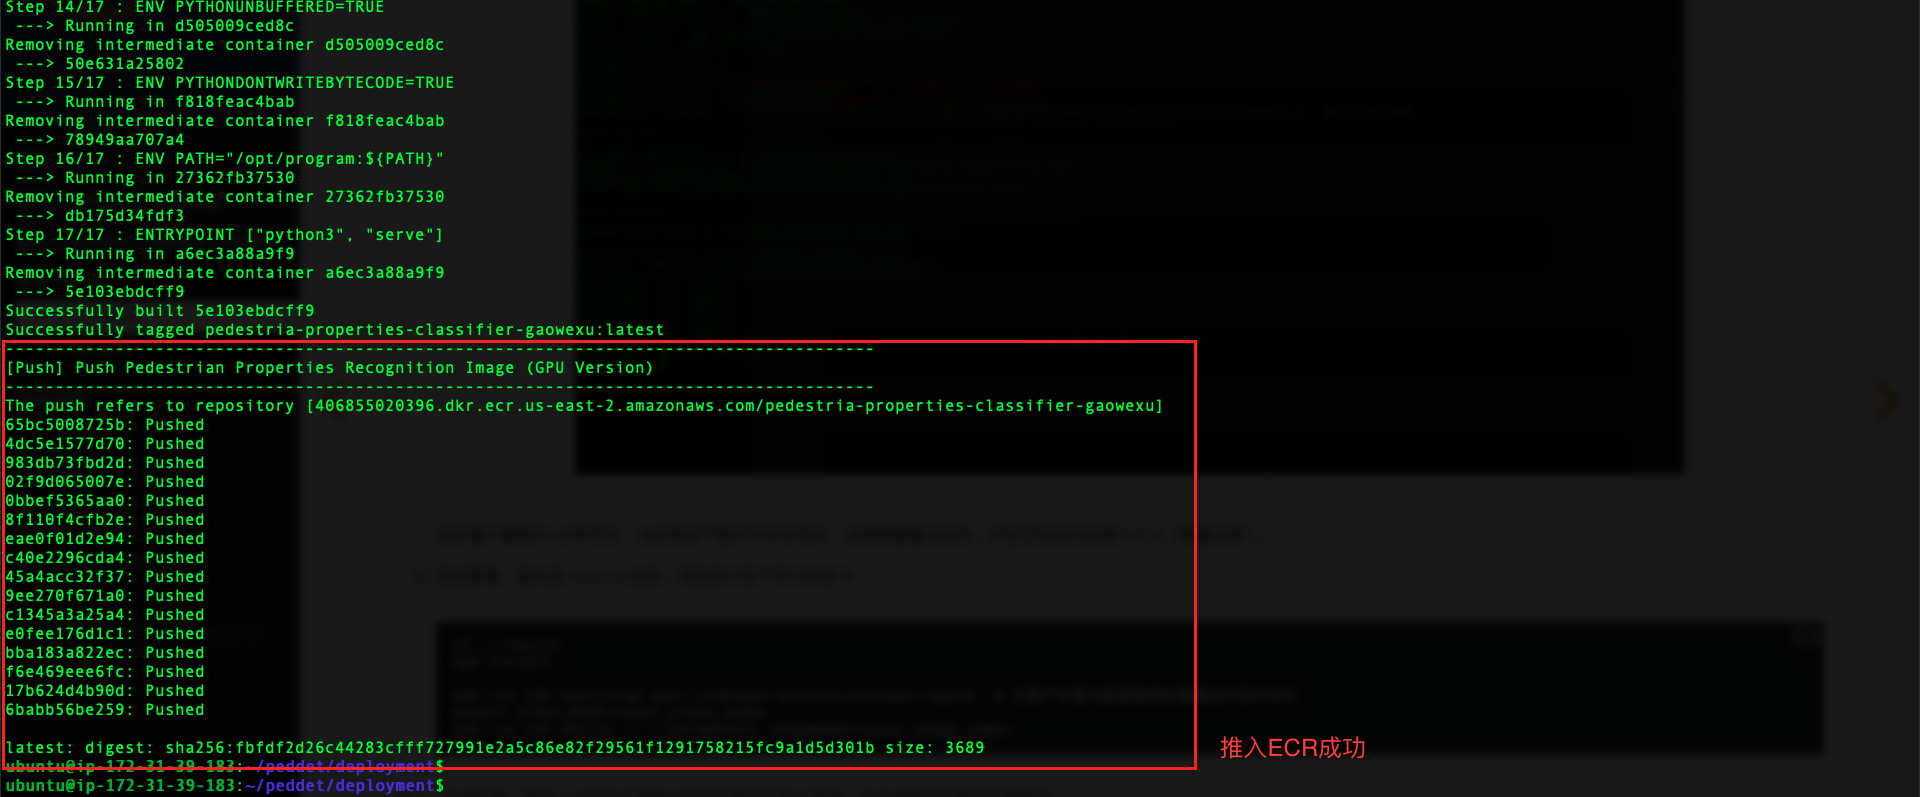 Step 14/17 : ENV PYTHONUNBUFFERED=TRUE
 ---> Running in d505009ced8c
Removing intermediate container d505009ced8c
 ---> 50e631a25802
Step 15/17 : ENV PYTHONDONTWRITEBYTECODE=TRUE
 ---> Running in f818feac4bab
Removing intermediate container f818feac4bab
 ---> 78949aa707a4
Step 16/17 : ENV PATH="/opt/program:${PATH}"
 ---> Running in 27362fb37530
Removing intermediate container 27362fb37530
 ---> db175d34fdf3
Step 17/17 : ENTRYPOINT ["python3", "serve"]
 ---> Running in a6ec3a88a9f9
Removing intermediate container a6ec3a88a9f9
 ---> 5e103ebdcff9
Successfully built 5e103ebdcff9
Successfully tagged pedestria-properties-classifier-gaowexu:latest
---------------------------------------------------------------------------------------
[Push] Push Pedestrian Properties Recognition Image (GPU Version)
---------------------------------------------------------------------------------------
The push refers to repository [406855020396.dkr.ecr.us-east-2.amazonaws.com/pedestria-properties-classifier-gaowexu]
65bc5008725b: Pushed
4dc5e1577d70: Pushed
983db73fbd2d: Pushed
02f9d065007e: Pushed
0bbef5365aa0: Pushed
8f110f4cfb2e: Pushed
eae0f01d2e94: Pushed
c40e2296cda4: Pushed
45a4acc32f37: Pushed
9ee270f671a0: Pushed
c1345a3a25a4: Pushed
e0fee176d1c1: Pushed
bba183a822ec: Pushed
f6e469eee6fc: Pushed
17b624d4b90d: Pushed
6babb56be259: Pushed
latest: digest: sha256:fbfdf2d26c44283cfff727991e2a5c86e82f29561f1291758215fc9a1d5d301b size: 3689
推入ECR成功
ubuntu@ip-172-31-39-183:~/peddet/deployment$
ubuntu@ip-172-31-39-183:~/peddet/deployment$